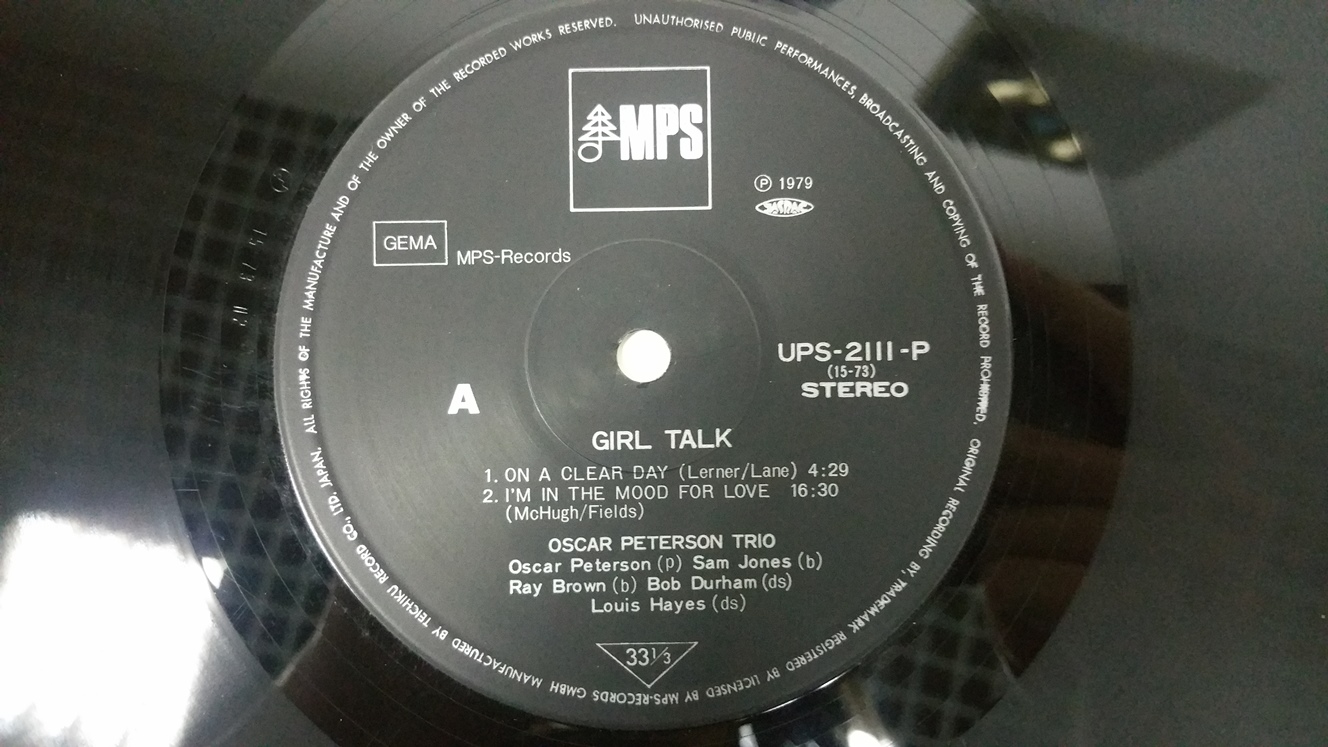 ALL RIGHTS OF THE MANUFACTURE AND OF THE OWNER OF THE RECORDED WORKS RESERVED. UNAUTHORISED PUBLIC PERFORMANCES, BROADCASTING AND COPYING OF THE RECORD PROHIBITED. ORIGINAL RECORDING BY, TRADEMARK REGISTERED BY, LICENSED BY MPS-RECORDS GMBH MANUFACTURED BY TEICHIKU RECORD CO., LTD. JAPAN.
MPS
Ⓟ 1979
JASRAC
GEMA
MPS-Records
UPS-2111-P
(15-73)
STEREO
A
GIRL TALK
1. ON A CLEAR DAY (Lerner/Lane) 4:29
2. I'M IN THE MOOD FOR LOVE 16:30
(McHugh/Fields)
OSCAR PETERSON TRIO
Oscar Peterson (p) Sam Jones (b)
Ray Brown (b) Bob Durham (ds)
Louis Hayes (ds)
33 1/3